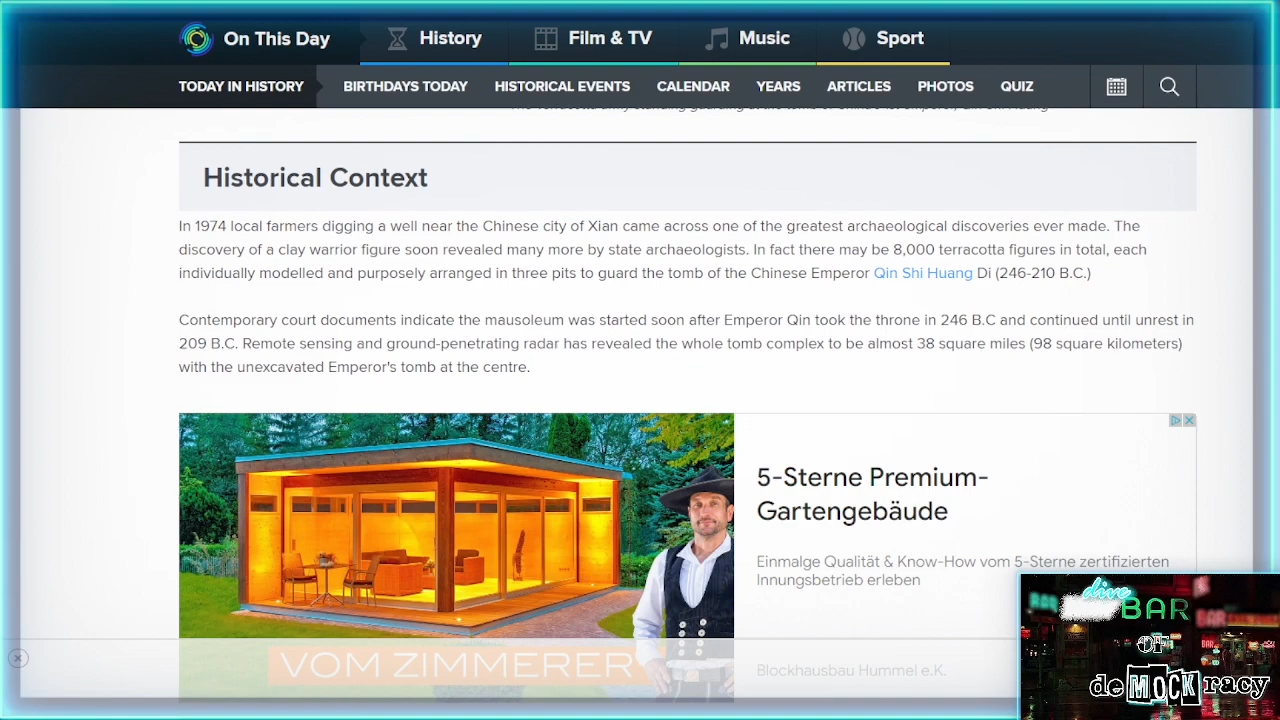 On This Day
History
Film & TV
Music
Sport
TODAY IN HISTORY
BIRTHDAYS TODAY
HISTORICAL EVENTS
CALENDAR
YEARS
ARTICLES
PHOTOS
QUIZ
Historical Context
In 1974 local farmers digging a well near the Chinese city of Xian came across one of the greatest archaeological discoveries ever made. The
discovery of a clay warrior figure soon revealed many more by state archaeologists. In fact there may be 8,000 terracotta figures in total, each
individually modelled and purposely arranged in three pits to guard the tomb of the Chinese Emperor Qin Shi Huang Di (246-210 B.C.)
Contemporary court documents indicate the mausoleum was started soon after Emperor Qin took the throne in 246 B.C and continued until unrest in
209 B.C. Remote sensing and ground-penetrating radar has revealed the whole tomb complex to be almost 38 square miles (98 square kilometers)
with the unexcavated Emperor's tomb at the centre.
5-Sterne Premium-
Gartengebäude
Einmalge Qualität & Know-How vom 5-Sterne zertifizierten
Innungsbetrieb erleben
VOM ZIMMERER
Blockhausbau Hummel e.K.
dive
BAR
OF
deMOCKracy